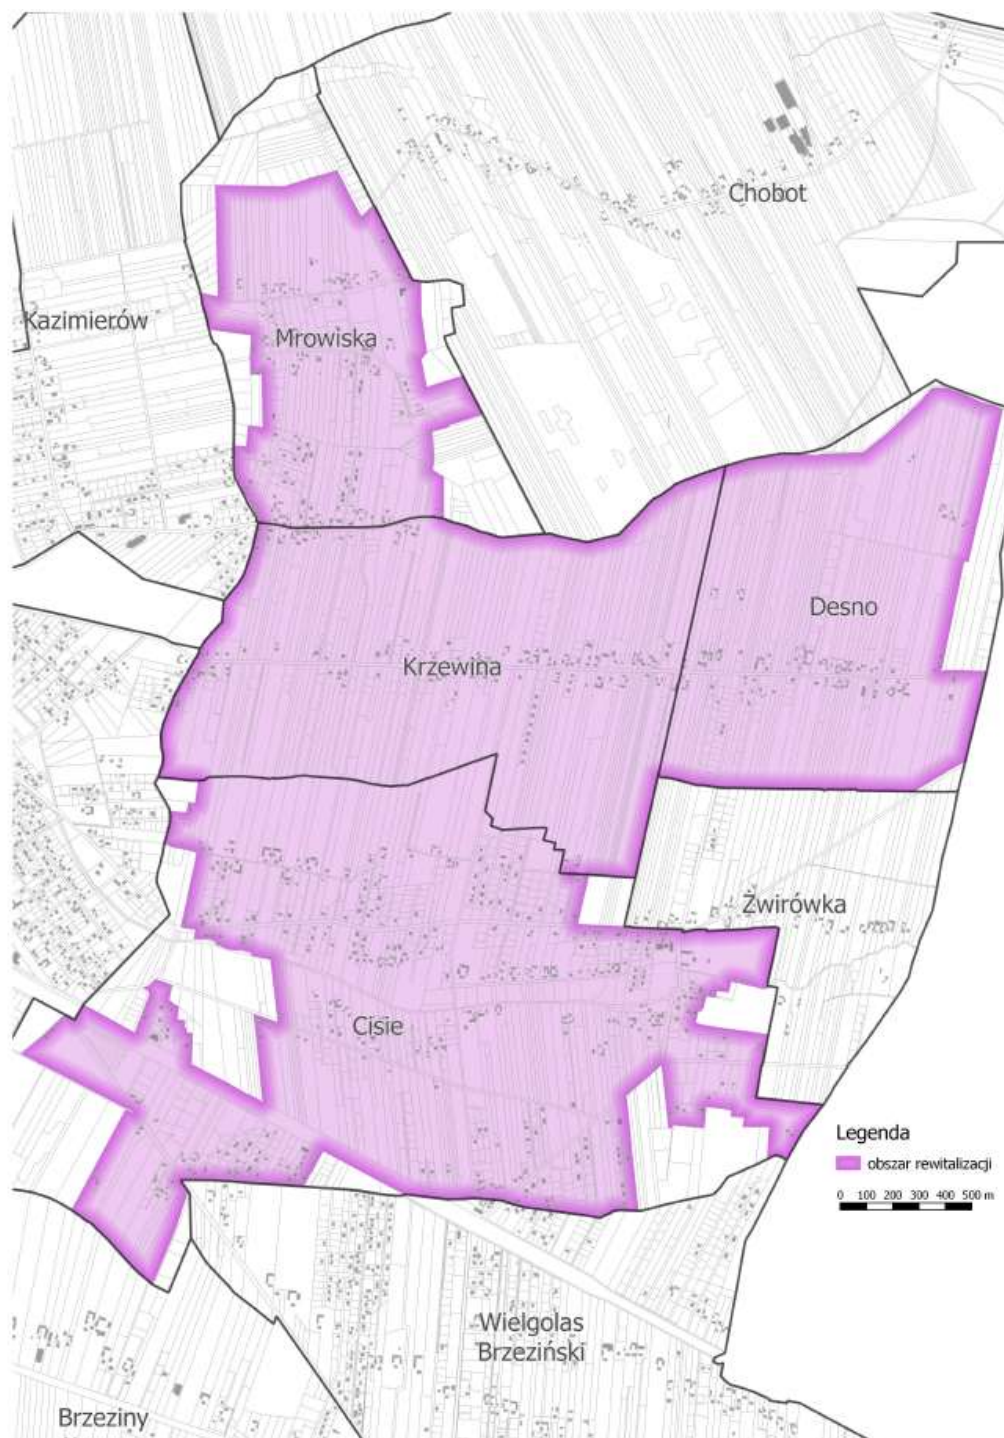 Chobot
Kazimierów
Mrowiska
Desno
Krzewina
Żwirówka
Cisie
Legenda
obszar rewitalizacji
0 100 200 300 400 500 m
Wielgolas
Brzeziński
Brzeziny